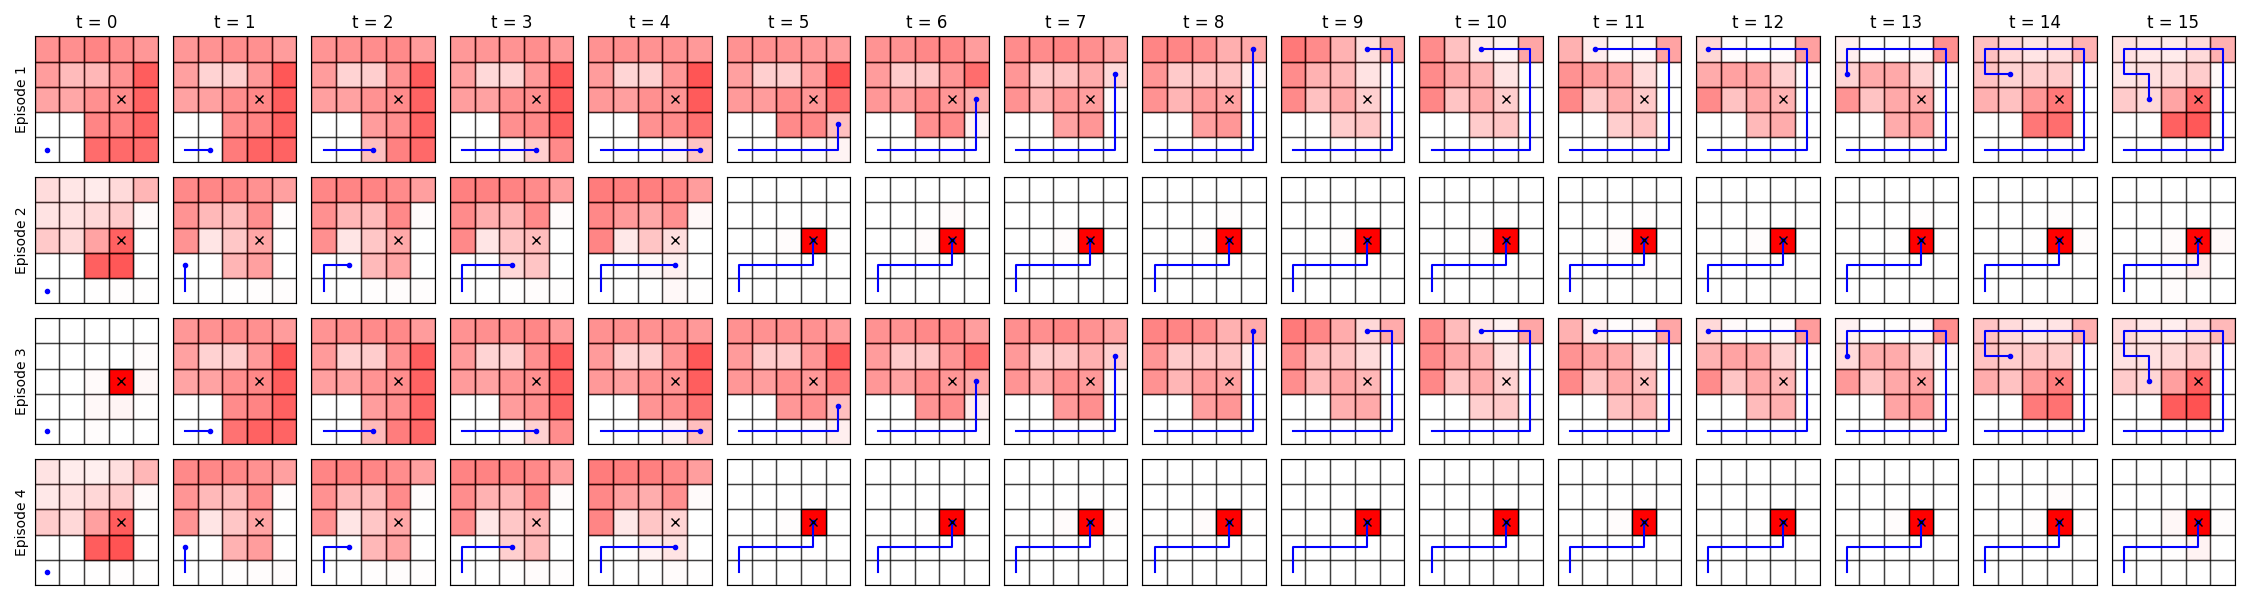 t = 0 t = 1 t = 2 t = 3 t = 4 t = 5 t = 6 t = 7 t = 8 t = 9 t = 10 t = 11 t = 12 t = 13 t = 14 t = 15
Episode 1
Episode 2
Episode 3
Episode 4